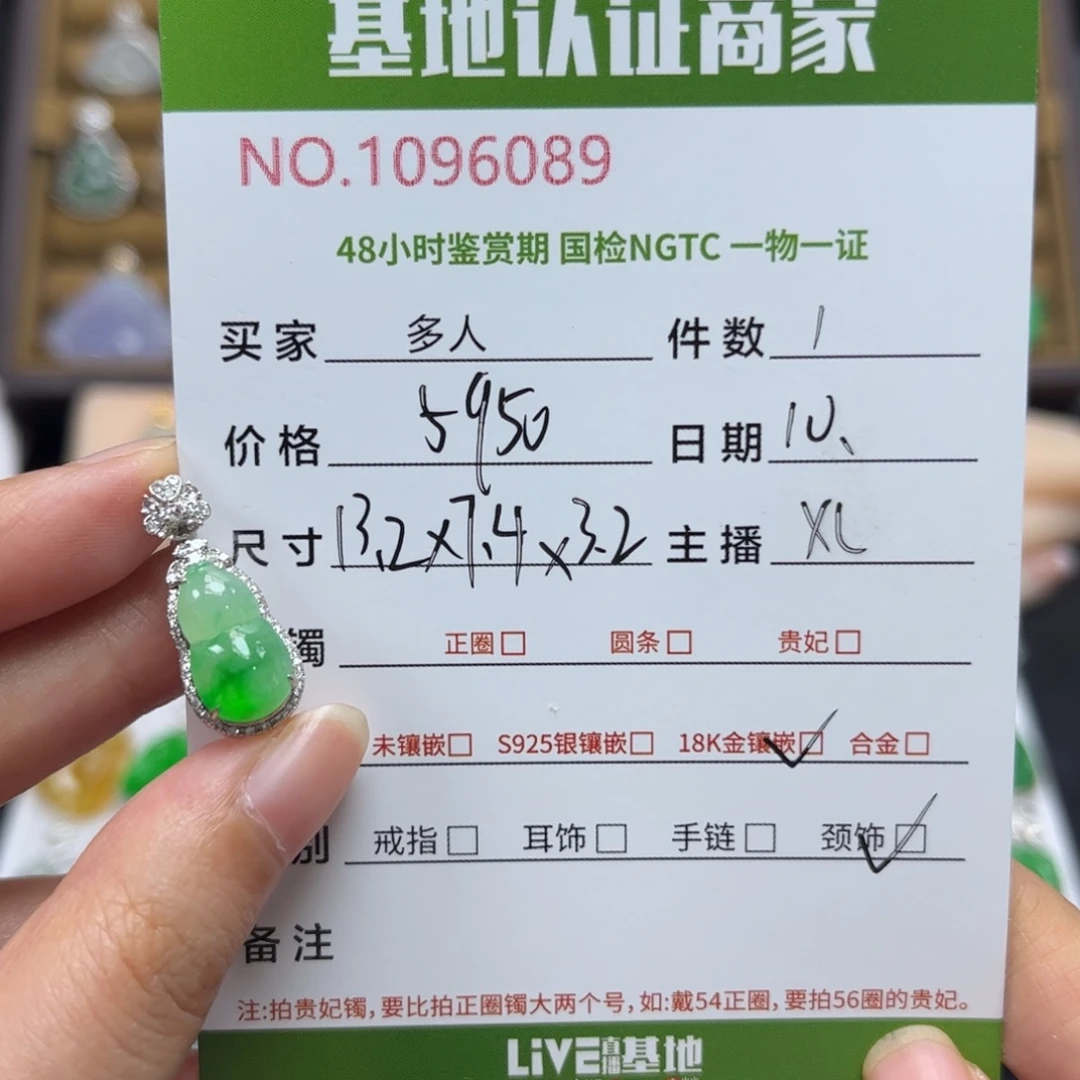 基地认证商家
NO.1096089
48小时鉴赏期 国检NGTC 一物一证
买家 多人 件数 1
价格 5950 日期 10、
尺寸 13.2x7.4x3.2 主播 XL
镯 正圈□ 圆条□ 贵妃□
未镶嵌□ S925银镶嵌□ 18K金镶嵌□ 合金□
别 戒指□ 耳饰□ 手链□ 颈饰□
备注
注:拍贵妃镯,要比拍正圈镯大两个号,如:戴54正圈,要拍56圈的贵妃。
LiVE直播基地